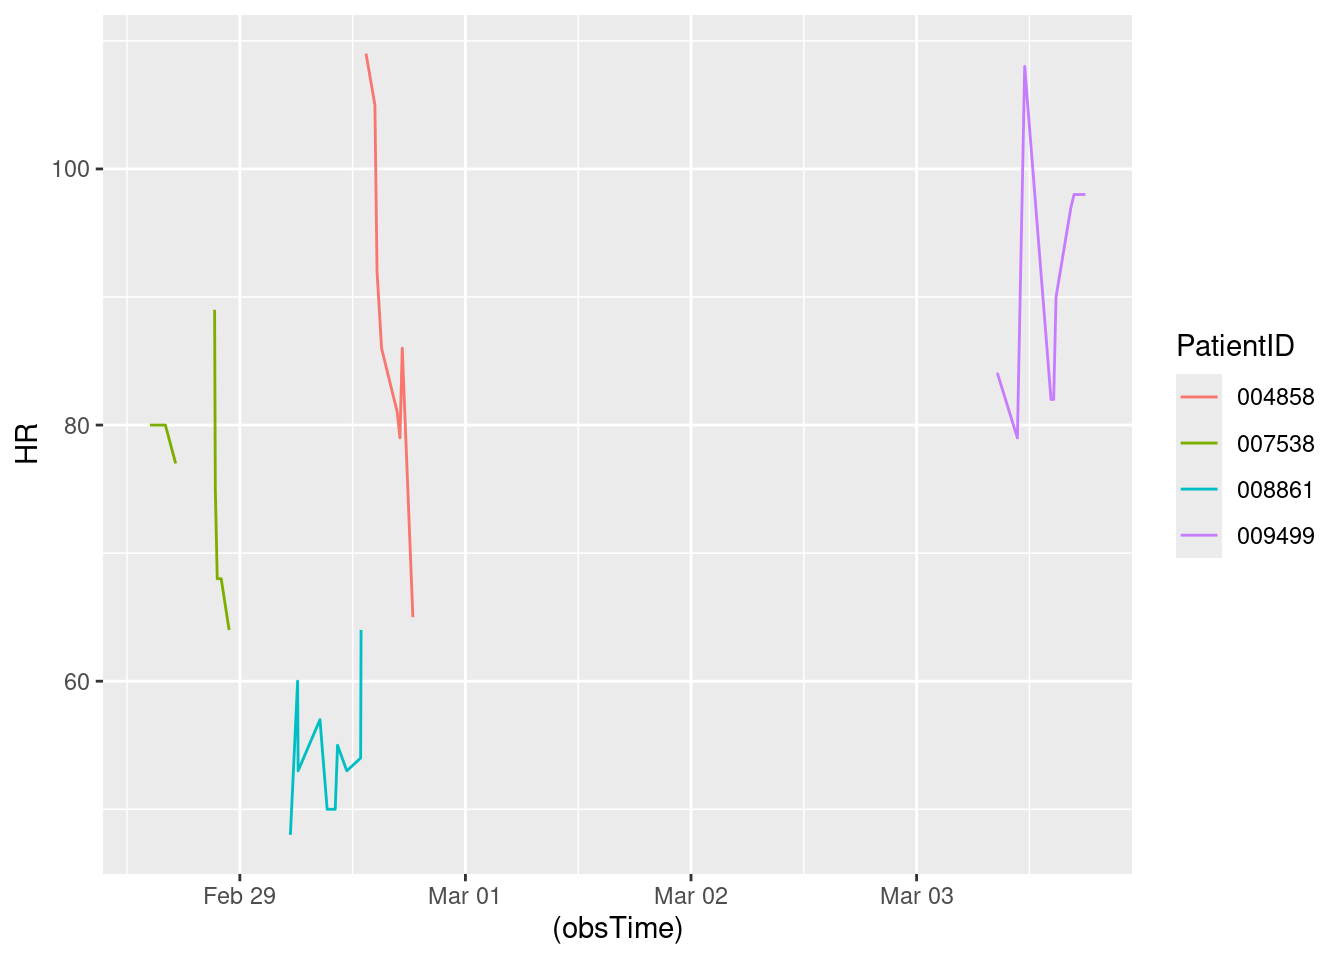 100
80
60
HR
Feb 29
Mar 01
Mar 02
Mar 03
(obsTime)
PatientID
004858
007538
008861
009499